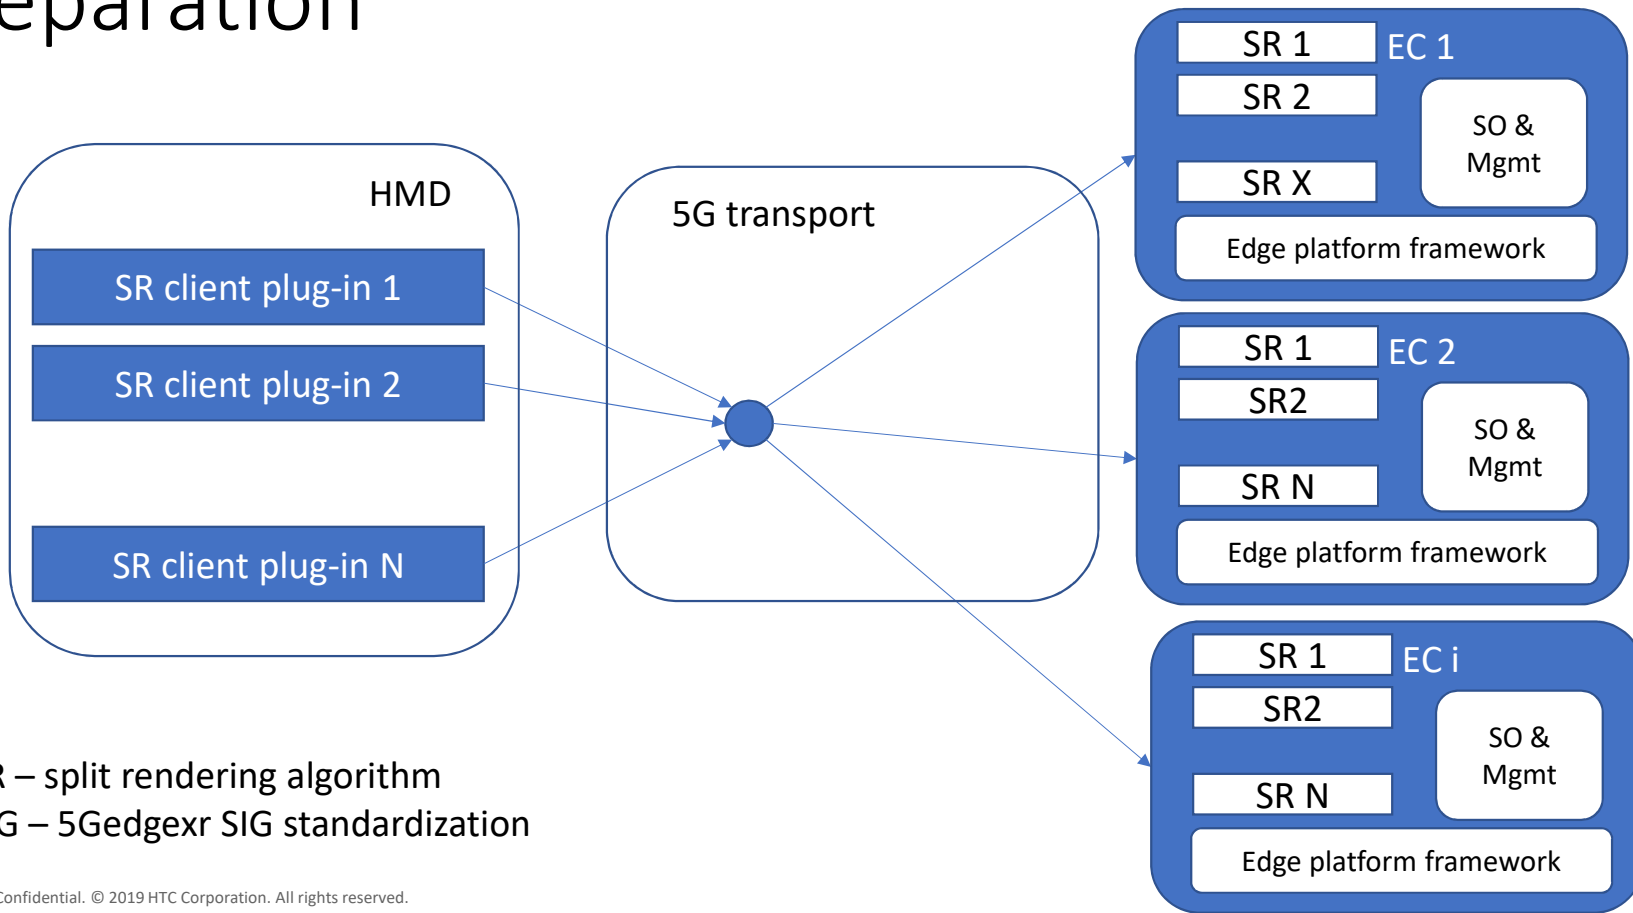 eparation
HMD
SR client plug-in 1
SR client plug-in 2
SR client plug-in N
5G transport
SR 1
EC 1
SR 2
SO &
Mgmt
SR X
Edge platform framework
SR 1
EC 2
SR2
SO &
Mgmt
SR N
Edge platform framework
SR 1
EC i
SR2
SO &
Mgmt
SR N
Edge platform framework
R – split rendering algorithm
G – 5Gedgexr SIG standardization
Confidential. © 2019 HTC Corporation. All rights reserved.